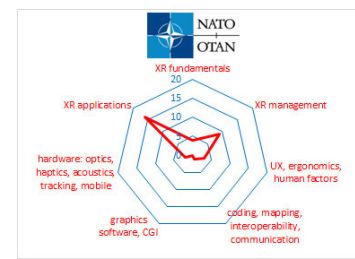 NATO
OTAN
XR fundamentals
20
15
10
5
0
XR applications
XR management
hardware: optics,
haptics, acoustics,
tracking, mobile
UX, ergonomics,
human factors
graphics
software, CGI
coding, mapping,
interoperability,
communication